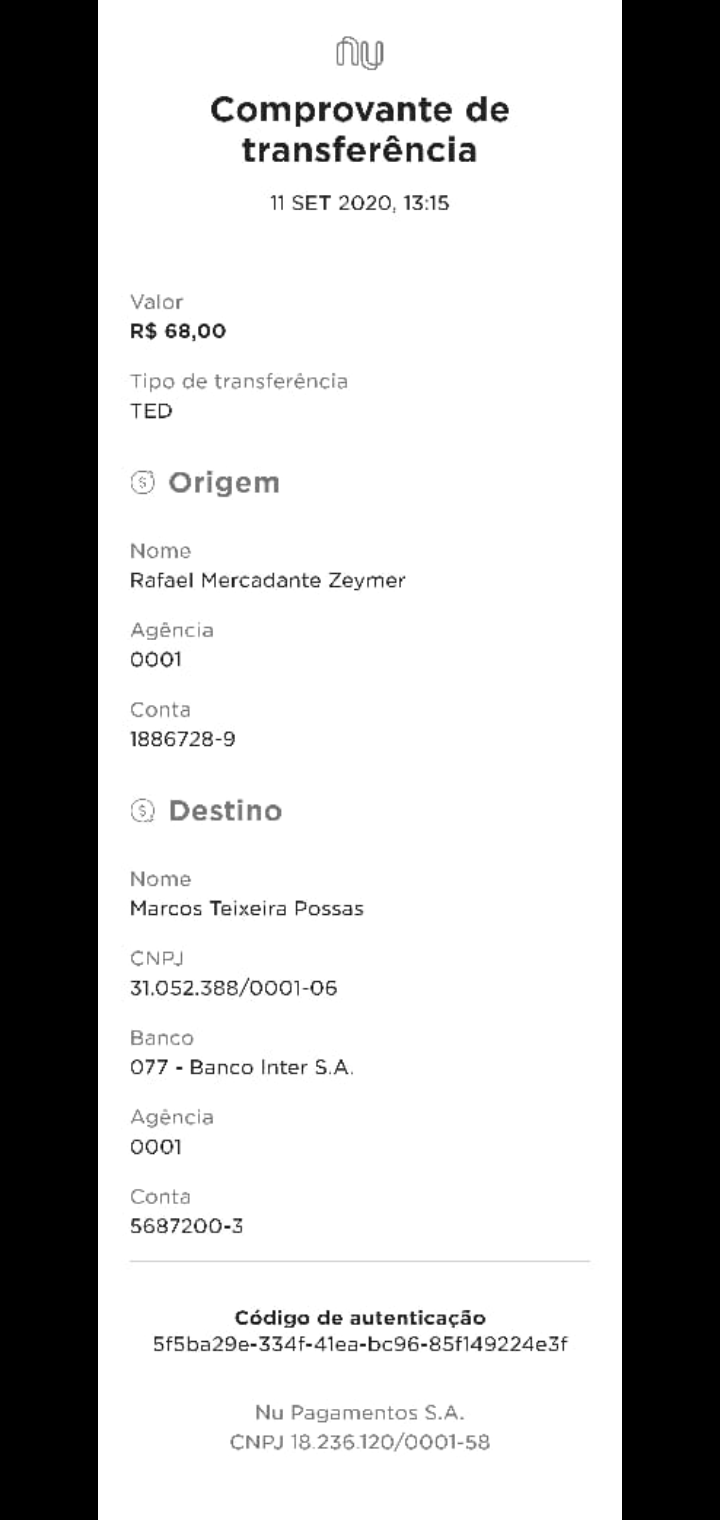 nu
Comprovante de
transferência
11 SET 2020, 13:15
Valor
R$ 68,00
Tipo de transferência
TED
Origem
Nome
Rafael Mercadante Zeymer
Agência
0001
Conta
1886728-9
Destino
Nome
Marcos Teixeira Possas
CNPJ
31.052.388/0001-06
Banco
077 - Banco Inter S.A.
Agência
0001
Conta
5687200-3
Código de autenticação
5f5ba29e-334f-41ea-bc96-85f149224e3f
Nu Pagamentos S.A.
CNPJ 18.236.120/0001-58